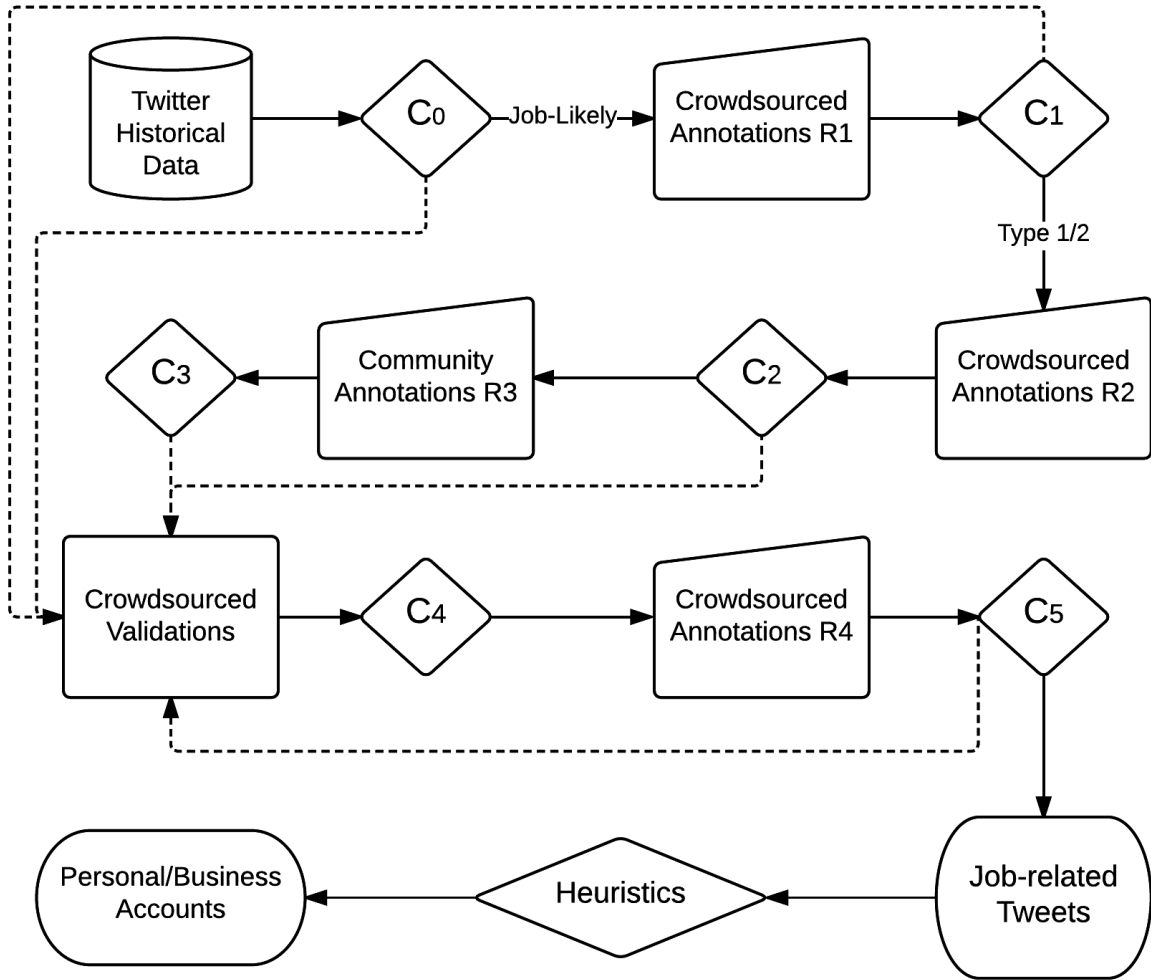 Twitter
Historical
Data
C0
Job-Likely
Crowdsourced
Annotations R1
C1
Type 1/2
C3
Community
Annotations R3
C2
Crowdsourced
Annotations R2
Crowdsourced
Validations
C4
Crowdsourced
Annotations R4
C5
Personal/Business
Accounts
Heuristics
Job-related
Tweets